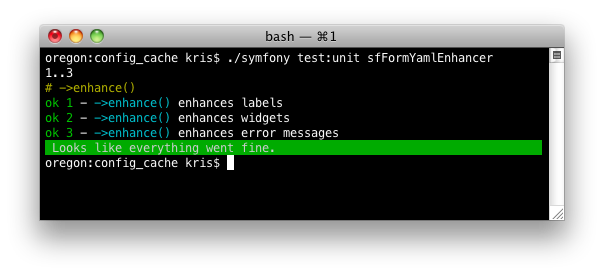 bash — ⌘1
oregon:config_cache kris$ ./symfony test:unit sfFormYamlEnhancer
1..3
# ->enhance()
ok 1 - ->enhance() enhances labels
ok 2 - ->enhance() enhances widgets
ok 3 - ->enhance() enhances error messages
Looks like everything went fine.
oregon:config_cache kris$